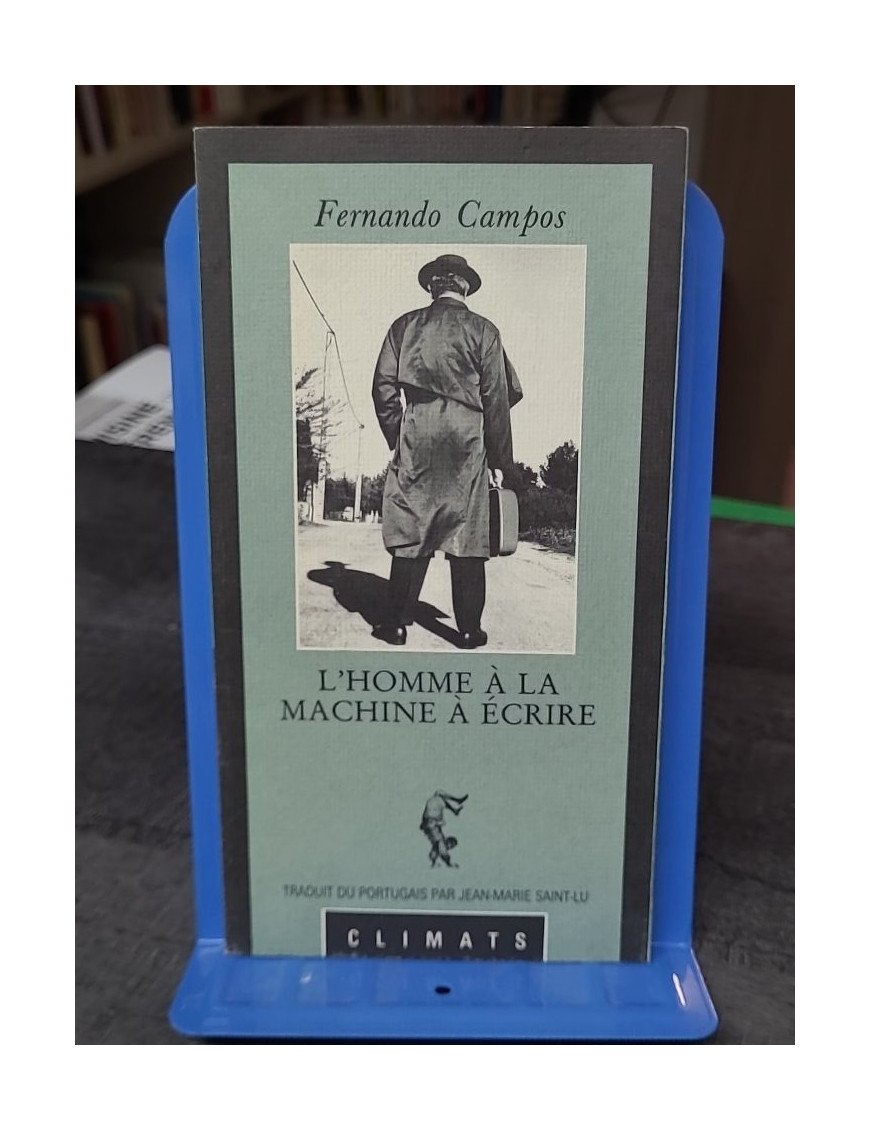 Fernando Campos
L'HOMME À LA
MACHINE À ÉCRIRE
TRADUIT DU PORTUGAIS PAR JEAN-MARIE SAINT-LU
CLIMATS